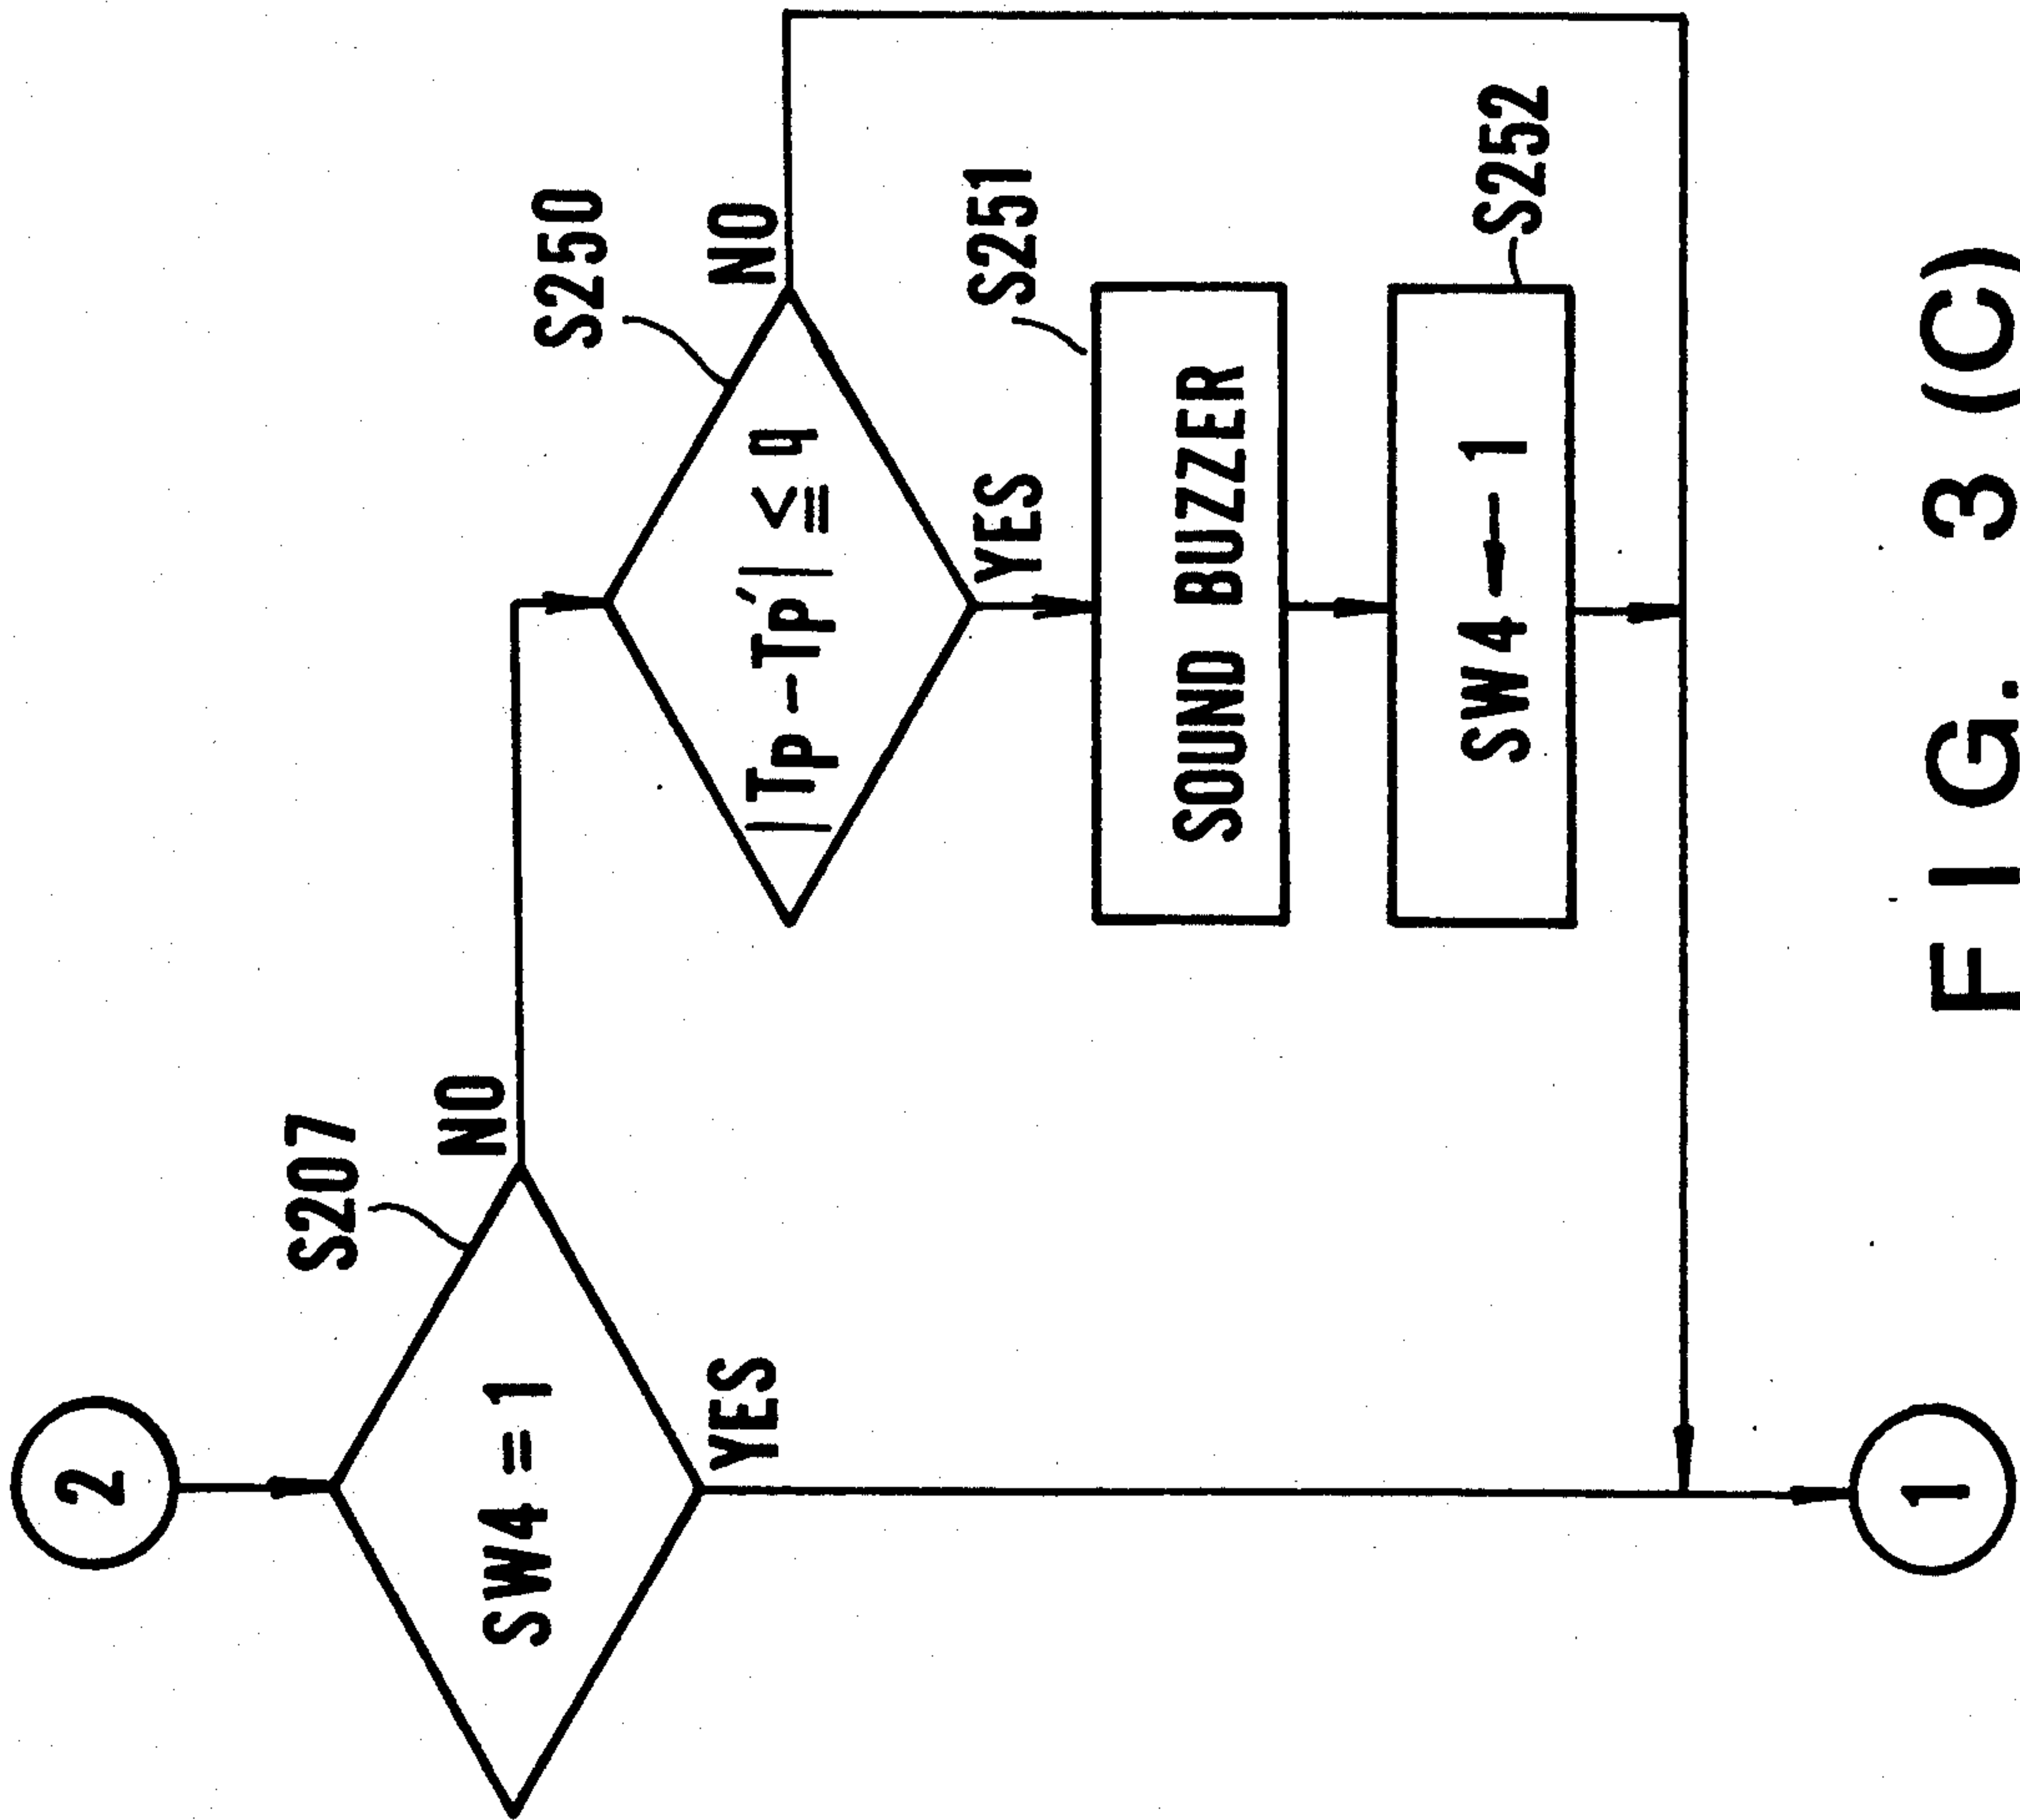 2
S207
SW4 = 1
NO
YES
S250
|Tp-Tp′| ≦ q
NO
YES
S251
SOUND BUZZER
S252
SW4 ← 1
1
FIG. 3 (C)